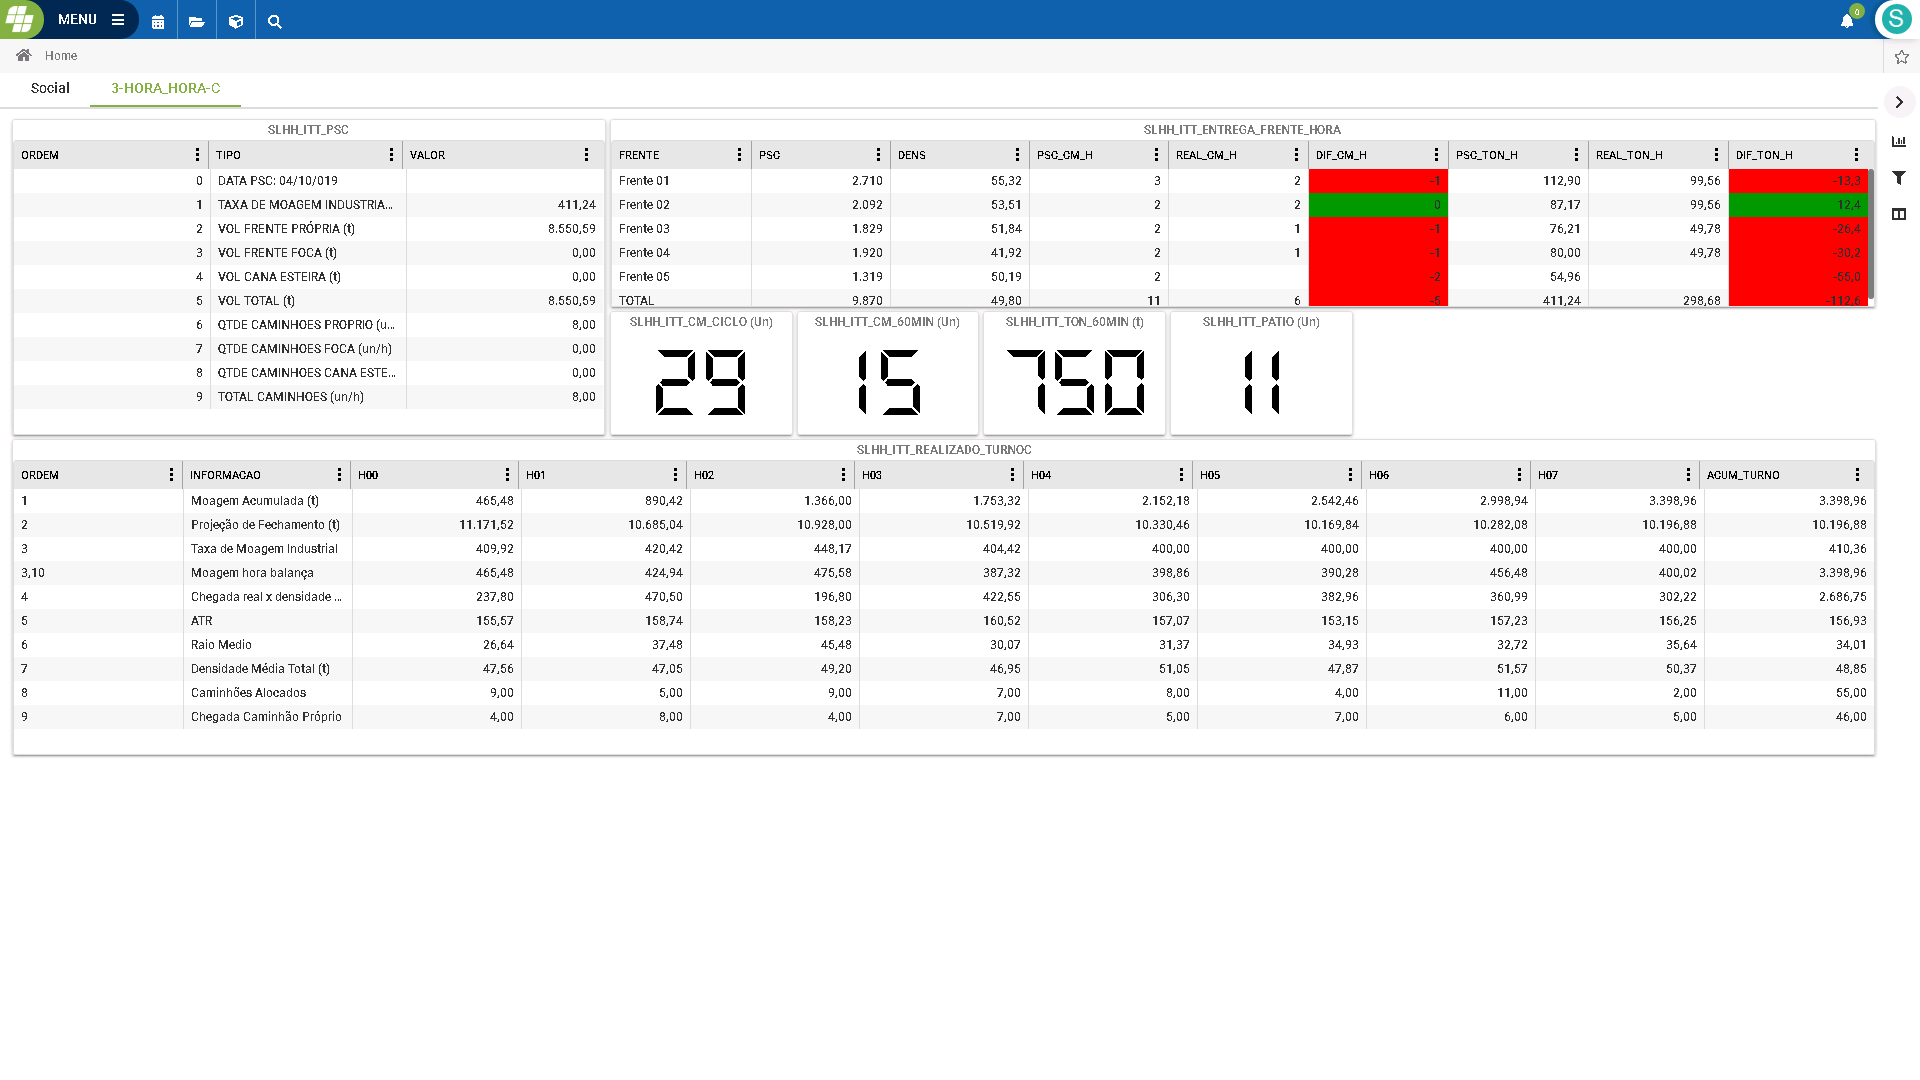 MENU
0
S
Home
Social 3-HORA_HORA-C
SLHH_ITT_PSC
ORDEM TIPO VALOR
0 DATA PSC: 04/10/019
1 TAXA DE MOAGEM INDUSTRIA... 411,24
2 VOL FRENTE PRÓPRIA (t) 8.550,59
3 VOL FRENTE FOCA (t) 0,00
4 VOL CANA ESTEIRA (t) 0,00
5 VOL TOTAL (t) 8.550,59
6 QTDE CAMINHOES PROPRIO (u... 8,00
7 QTDE CAMINHOES FOCA (un/h) 0,00
8 QTDE CAMINHOES CANA ESTE... 0,00
9 TOTAL CAMINHOES (un/h) 8,00
SLHH_ITT_ENTREGA_FRENTE_HORA
FRENTE PSC DENS PSC_CM_H REAL_CM_H DIF_CM_H PSC_TON_H REAL_TON_H DIF_TON_H
Frente 01 2.710 55,32 3 2 -1 112,90 99,56 -13,3
Frente 02 2.092 53,51 2 2 0 87,17 99,56 12,4
Frente 03 1.829 51,84 2 1 -1 76,21 49,78 -26,4
Frente 04 1.920 41,92 2 1 -1 80,00 49,78 -30,2
Frente 05 1.319 50,19 2 -2 54,96 -55,0
TOTAL 9.870 49,80 11 6 -5 411,24 298,68 -112,6
SLHH_ITT_CM_CICLO (Un)
29
SLHH_ITT_CM_60MIN (Un)
15
SLHH_ITT_TON_60MIN (t)
750
SLHH_ITT_PATIO (Un)
11
SLHH_ITT_REALIZADO_TURNOC
ORDEM INFORMACAO H00 H01 H02 H03 H04 H05 H06 H07 ACUM_TURNO
1 Moagem Acumulada (t) 465,48 890,42 1.366,00 1.753,32 2.152,18 2.542,46 2.998,94 3.398,96 3.398,96
2 Projeção de Fechamento (t) 11.171,52 10.685,04 10.928,00 10.519,92 10.330,46 10.169,84 10.282,08 10.196,88 10.196,88
3 Taxa de Moagem Industrial 409,92 420,42 448,17 404,42 400,00 400,00 400,00 400,00 410,36
3,10 Moagem hora balança 465,48 424,94 475,58 387,32 398,86 390,28 456,48 400,02 3.398,96
4 Chegada real x densidade ... 237,80 470,50 196,80 422,55 306,30 382,96 360,99 302,22 2.686,75
5 ATR 155,57 158,74 158,23 160,52 157,07 153,15 157,23 156,25 156,93
6 Raio Medio 26,64 37,48 45,48 30,07 31,37 34,93 32,72 35,64 34,01
7 Densidade Média Total (t) 47,56 47,05 49,20 46,95 51,05 47,87 51,57 50,37 48,85
8 Caminhões Alocados 9,00 5,00 9,00 7,00 8,00 4,00 11,00 2,00 55,00
9 Chegada Caminhão Próprio 4,00 8,00 4,00 7,00 5,00 7,00 6,00 5,00 46,00